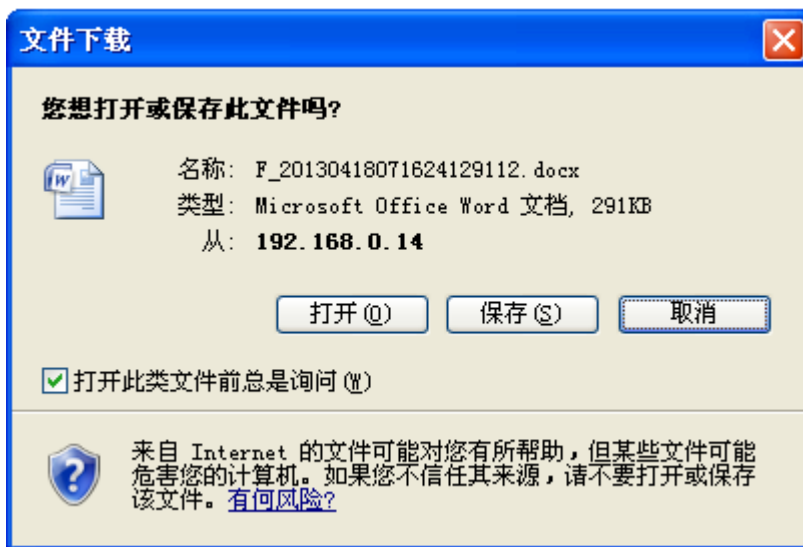 文件下载
您想打开或保存此文件吗?
名称: F_20130418071624129112.docx
类型: Microsoft Office Word 文档, 291KB
从: 192.168.0.14
打开(O) 保存(S) 取消
打开此类文件前总是询问(W)
来自 Internet 的文件可能对您有所帮助,但某些文件可能
危害您的计算机。如果您不信任其来源,请不要打开或保存
该文件。有何风险?